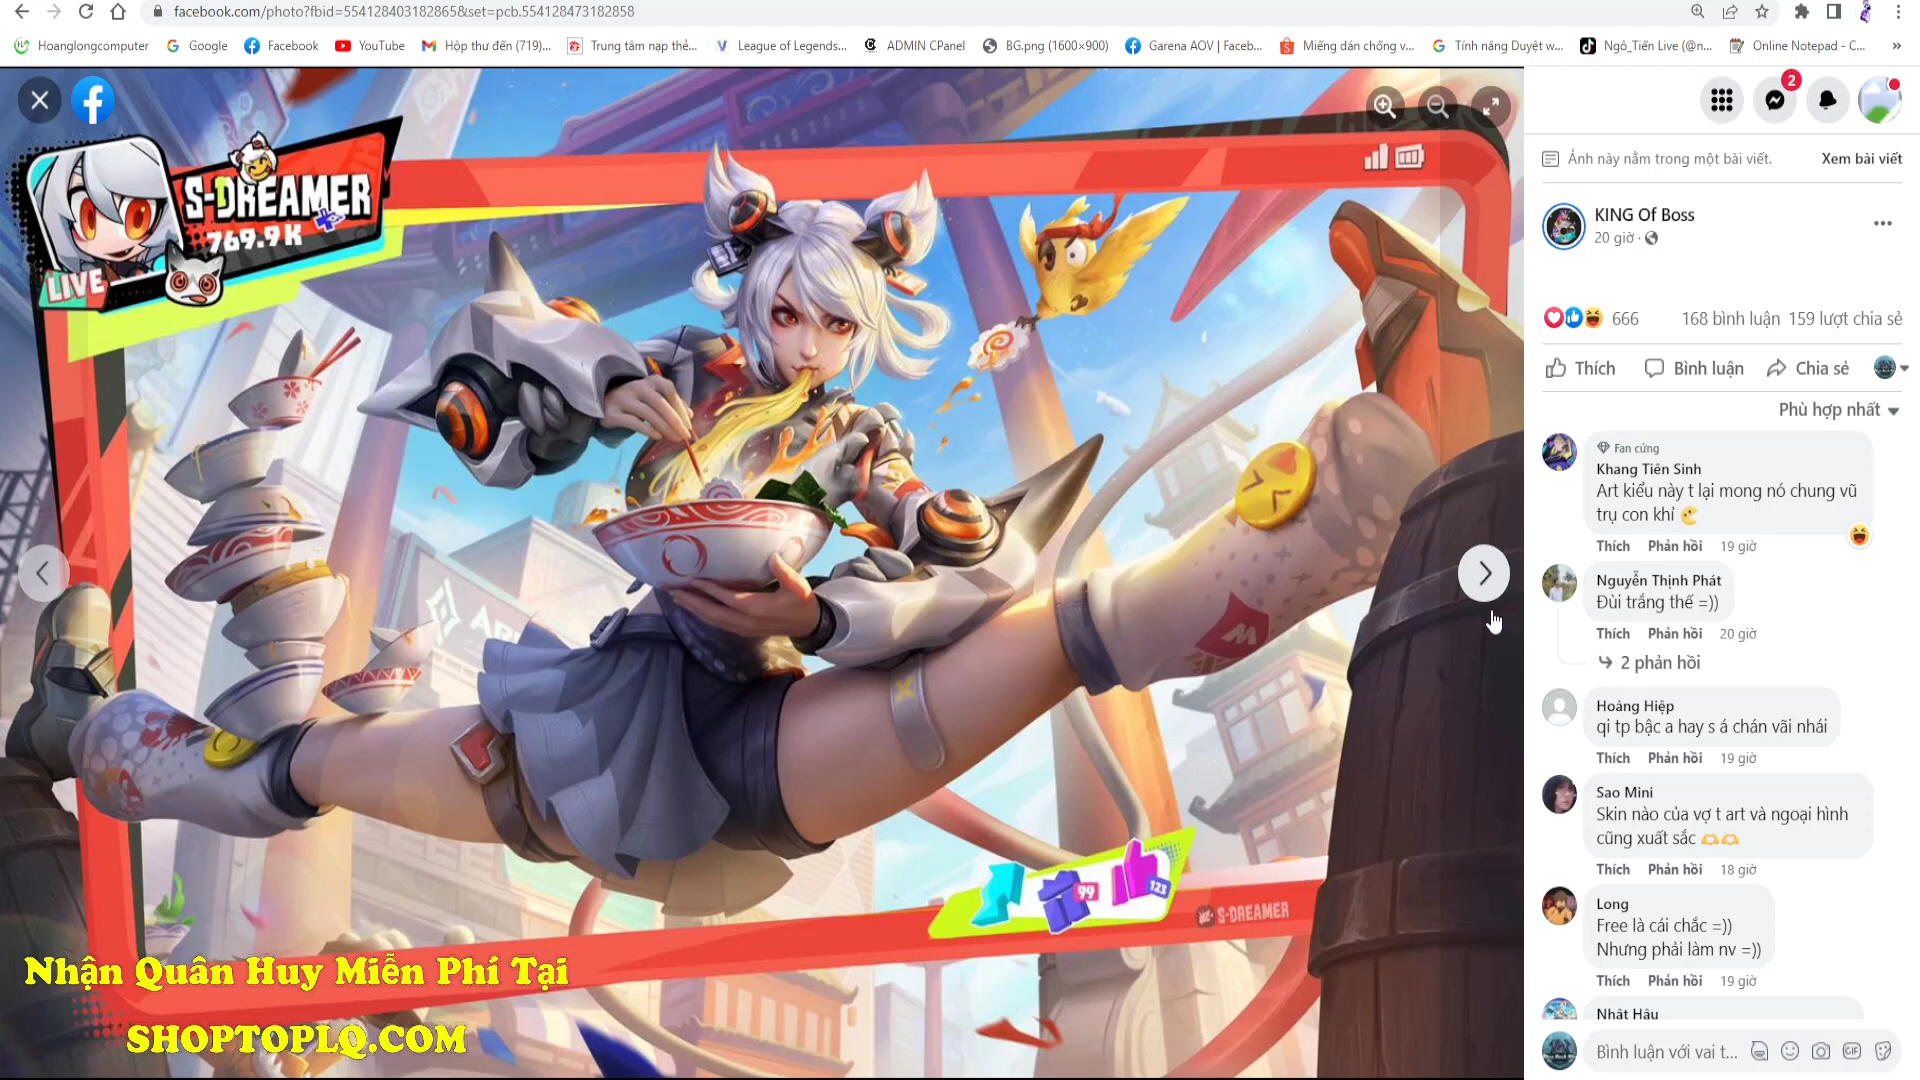 facebook.com/photo?fbid=554128403182865&set=pcb.554128473182858
Hoanglongcomputer
Google
Facebook
YouTube
Hộp thư đến (719)...
Trung tâm nạp thẻ...
League of Legends...
ADMIN CPanel
BG.png (1600×900)
Garena AOV | Faceb...
Miếng dán chống v...
Tính năng Duyệt w...
Ngô_Tiến Live (@n...
Online Notepad - C...
S-DREAMER
769.9K
LIVE
99
123
S-DREAMER
Nhận Quân Huy Miễn Phí Tại
SHOPTOPLQ.COM
2
Ảnh này nằm trong một bài viết. Xem bài viết
KING Of Boss
20 giờ ·
666 168 bình luận 159 lượt chia sẻ
Thích Bình luận Chia sẻ
Phù hợp nhất
Fan cứng
Khang Tiên Sinh
Art kiểu này t lại mong nó chung vũ
trụ con khỉ
Thích Phản hồi 19 giờ
Nguyễn Thịnh Phát
Đùi trắng thế =))
Thích Phản hồi 20 giờ
2 phản hồi
Hoàng Hiệp
qi tp bậc a hay s á chán vãi nhái
Thích Phản hồi 19 giờ
Sao Mini
Skin nào của vợ t art và ngoại hình
cũng xuất sắc
Thích Phản hồi 18 giờ
Long
Free là cái chắc =))
Nhưng phải làm nv =))
Thích Phản hồi 19 giờ
Nhật Hậu
Bình luận với vai t...
GIF